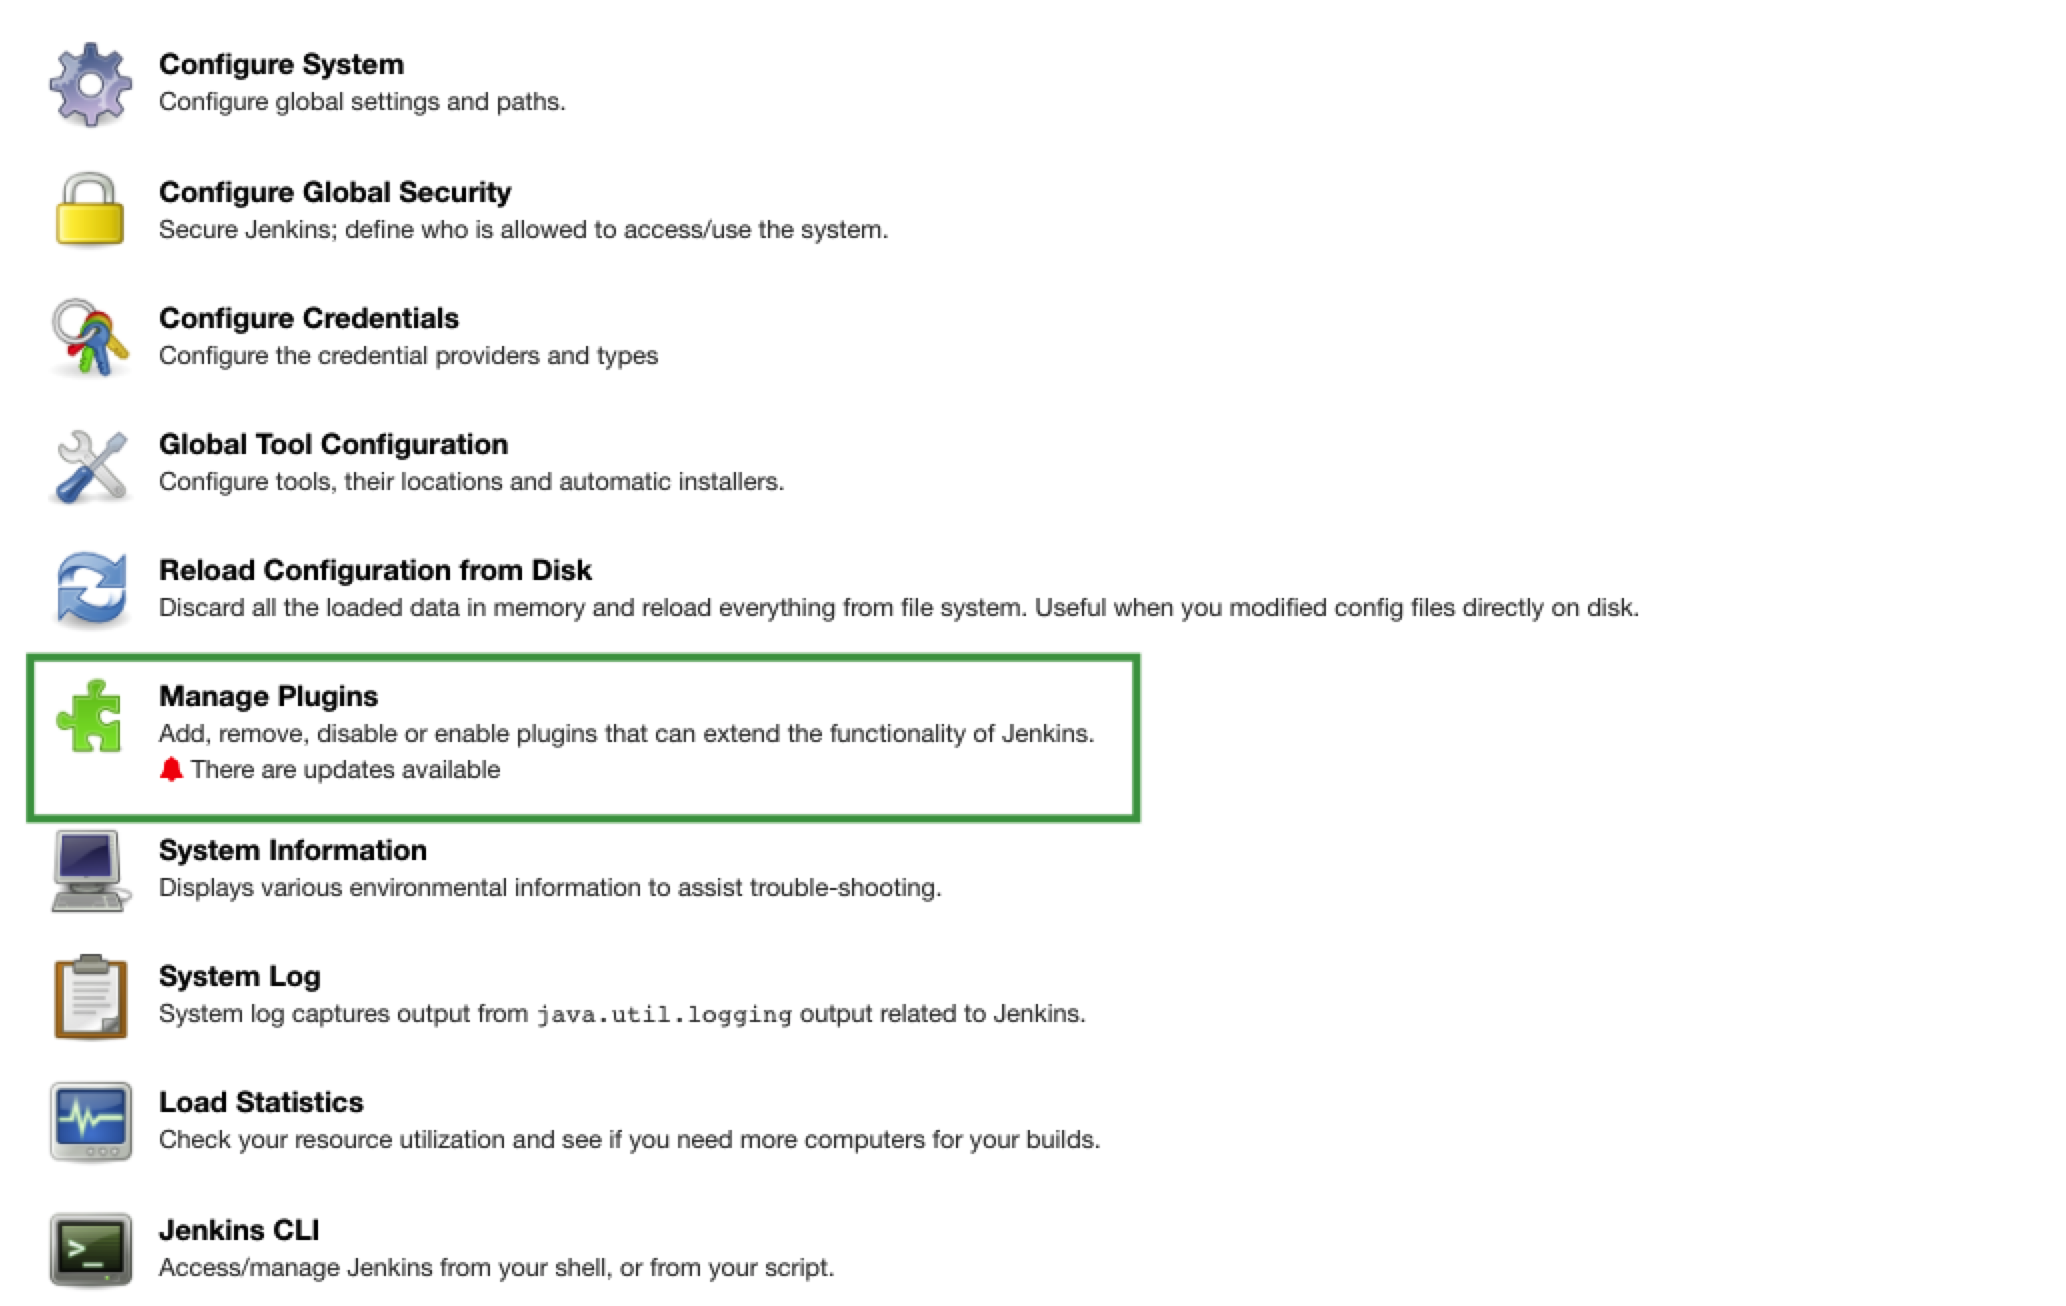 Configure System
Configure global settings and paths.
Configure Global Security
Secure Jenkins; define who is allowed to access/use the system.
Configure Credentials
Configure the credential providers and types
Global Tool Configuration
Configure tools, their locations and automatic installers.
Reload Configuration from Disk
Discard all the loaded data in memory and reload everything from file system. Useful when you modified config files directly on disk.
Manage Plugins
Add, remove, disable or enable plugins that can extend the functionality of Jenkins.
There are updates available
System Information
Displays various environmental information to assist trouble-shooting.
System Log
System log captures output from java.util.logging output related to Jenkins.
Load Statistics
Check your resource utilization and see if you need more computers for your builds.
Jenkins CLI
Access/manage Jenkins from your shell, or from your script.